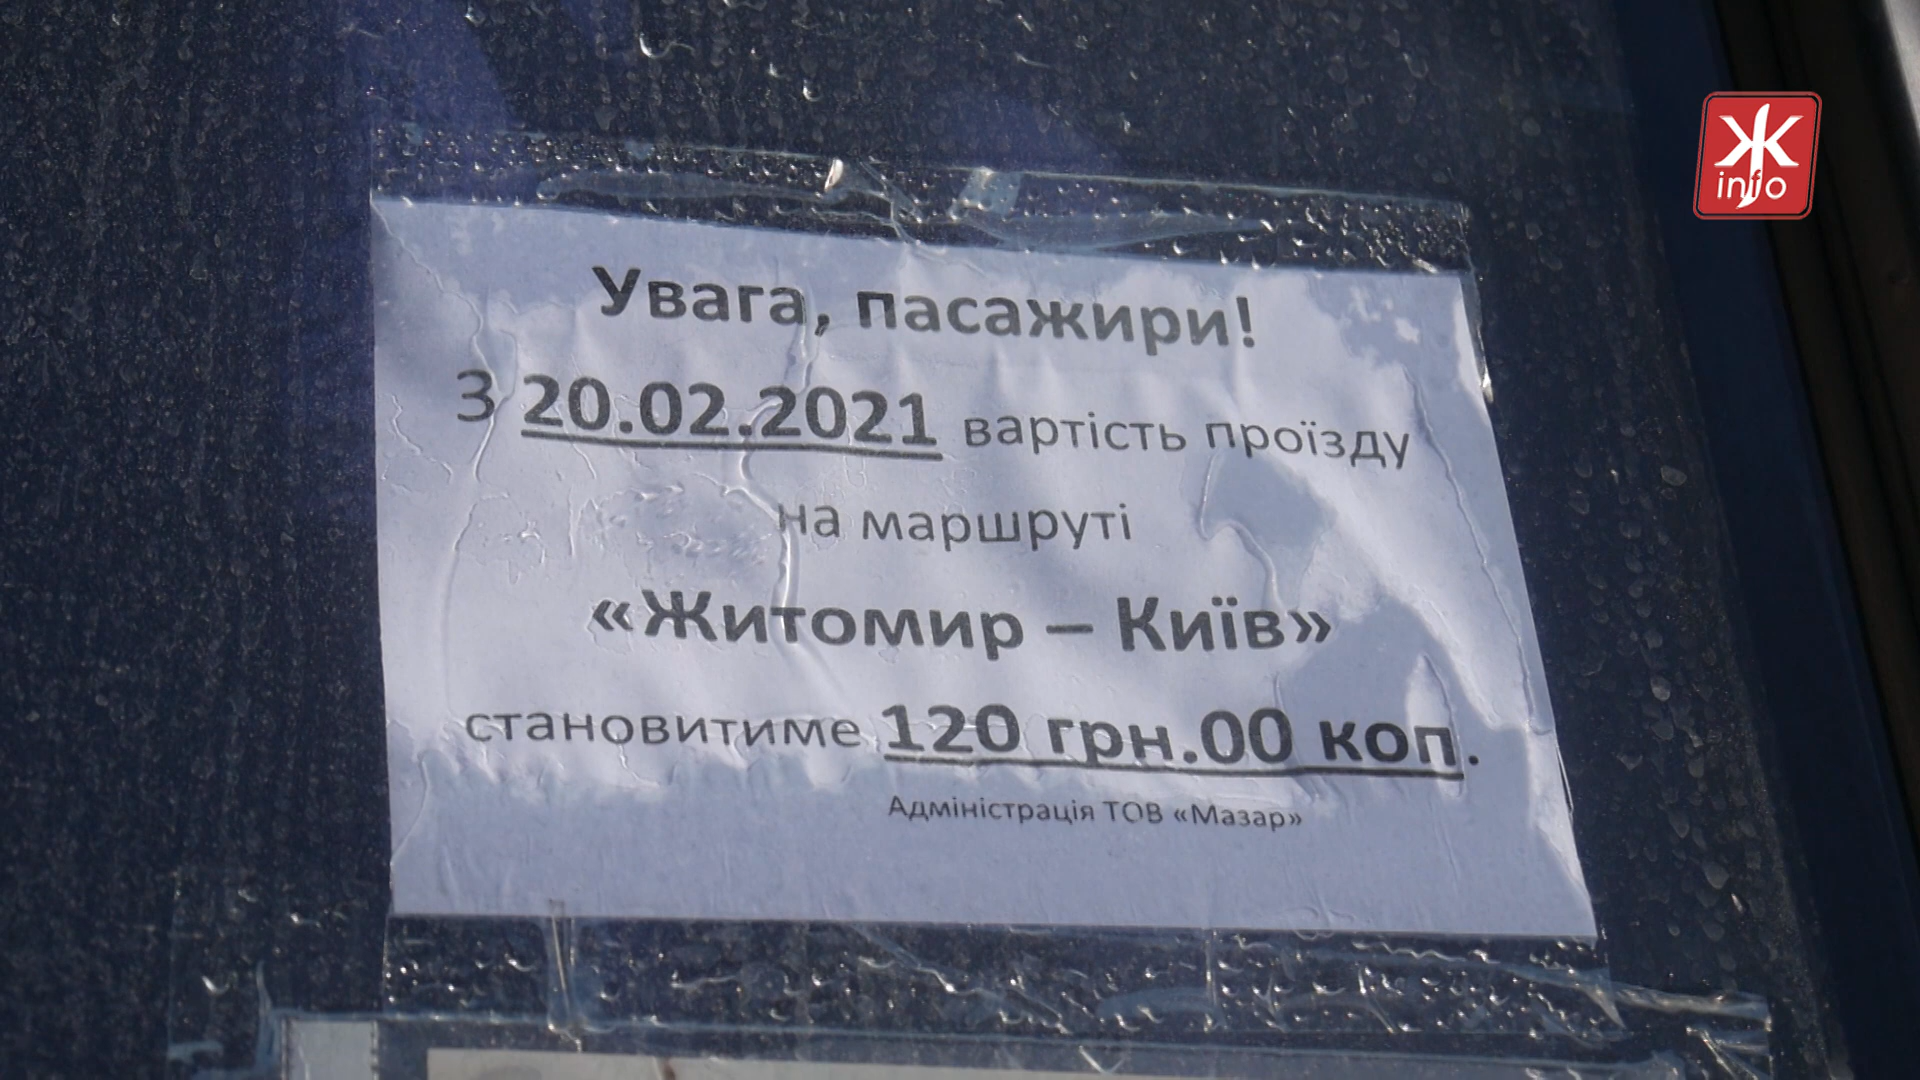 Ж
info
Увага, пасажири!
З 20.02.2021 вартість проїзду
на маршруті
«Житомир – Київ»
становитиме 120 грн.00 коп.
Адміністрація ТОВ «Мазар»